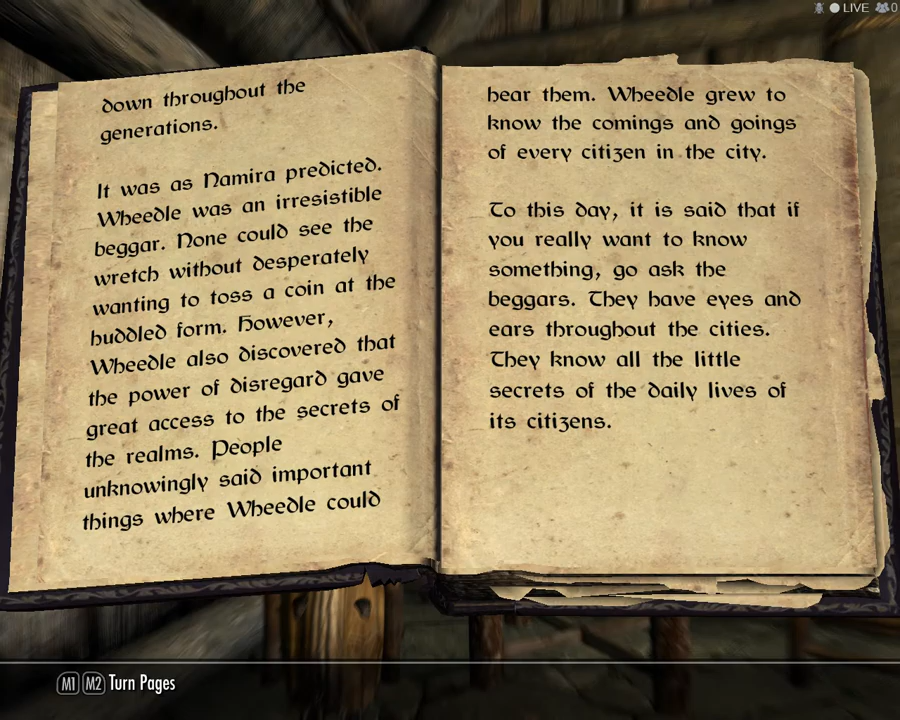 LIVE 0
down throughout the
generations.
It was as Namira predicted.
Wheedle was an irresistible
beggar. None could see the
wretch without desperately
wanting to toss a coin at the
huddled form. However,
Wheedle also discovered that
the power of disregard gave
great access to the secrets of
the realms. People
unknowingly said important
things where Wheedle could
hear them. Wheedle grew to
know the comings and goings
of every citizen in the city.
To this day, it is said that if
you really want to know
something, go ask the
beggars. They have eyes and
ears throughout the cities.
They know all the little
secrets of the daily lives of
its citizens.
M1 M2 Turn Pages